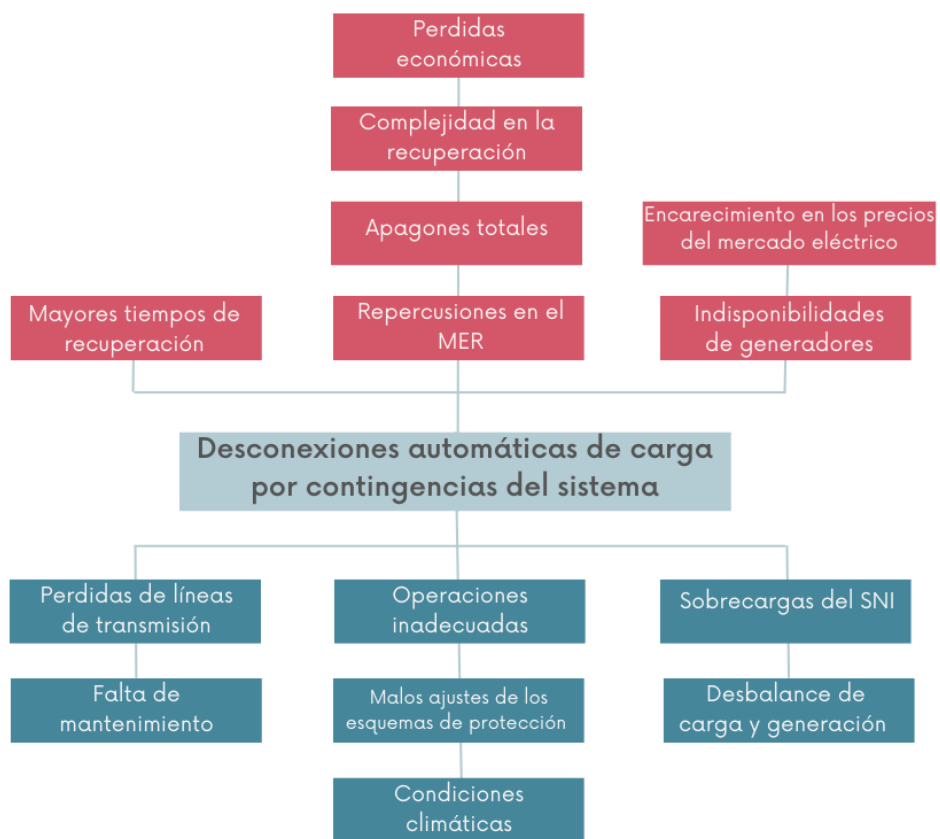 Perdidas
económicas
Complejidad en la
recuperación
Apagones totales
Encarecimiento en los precios
del mercado eléctrico
Mayores tiempos de
recuperación
Repercusiones en el
MER
Indisponibilidades
de generadores
Desconexiones automáticas de carga
por contingencias del sistema
Perdidas de líneas
de transmisión
Operaciones
inadecuadas
Sobrecargas del SNI
Falta de
mantenimiento
Malos ajustes de los
esquemas de protección
Desbalance de
carga y generación
Condiciones
climáticas